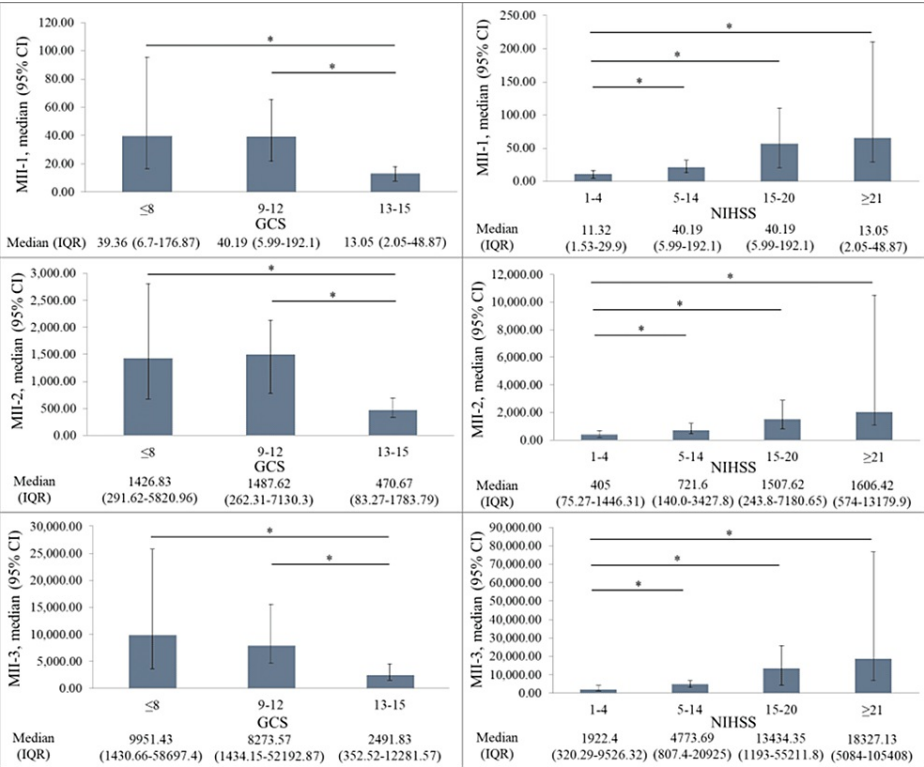 MII-1, median (95% CI)
120.00
100.00
80.00
60.00
40.00
20.00
0.00
*
*
≤8 9-12 13-15
GCS
Median (IQR) 39.36 (6.7-176.87) 40.19 (5.99-192.1) 13.05 (2.05-48.87)
MII-1, median (95% CI)
250.00
200.00
150.00
100.00
50.00
0.00
*
*
*
1-4 5-14 15-20 ≥21
NIHSS
Median 11.32 40.19 40.19 13.05
(IQR) (1.53-29.9) (5.99-192.1) (5.99-192.1) (2.05-48.87)
MII-2, median (95% CI)
3,000.00
2,500.00
2,000.00
1,500.00
1,000.00
500.00
0.00
*
*
≤8 9-12 13-15
GCS
Median 1426.83 1487.62 470.67
(IQR) (291.62-5820.96) (262.31-7130.3) (83.27-1783.79)
MII-2, median (95% CI)
12,000.00
10,000.00
8,000.00
6,000.00
4,000.00
2,000.00
0.00
*
*
*
1-4 5-14 15-20 ≥21
NIHSS
Median 405 721.6 1507.62 1606.42
(IQR) (75.27-1446.31) (140.0-3427.8) (243.8-7180.65) (574-13179.9)
MII-3, median (95% CI)
30,000.00
25,000.00
20,000.00
15,000.00
10,000.00
5,000.00
0.00
*
*
≤8 9-12 13-15
GCS
Median 9951.43 8273.57 2491.83
(IQR) (1430.66-58697.4) (1434.15-52192.87) (352.52-12281.57)
MII-3, median (95% CI)
90,000.00
80,000.00
70,000.00
60,000.00
50,000.00
40,000.00
30,000.00
20,000.00
10,000.00
0.00
*
*
*
1-4 5-14 15-20 ≥21
NIHSS
Median 1922.4 4773.69 13434.35 18327.13
(IQR) (320.29-9526.32) (807.4-20925) (1193-55211.8) (5084-105408)